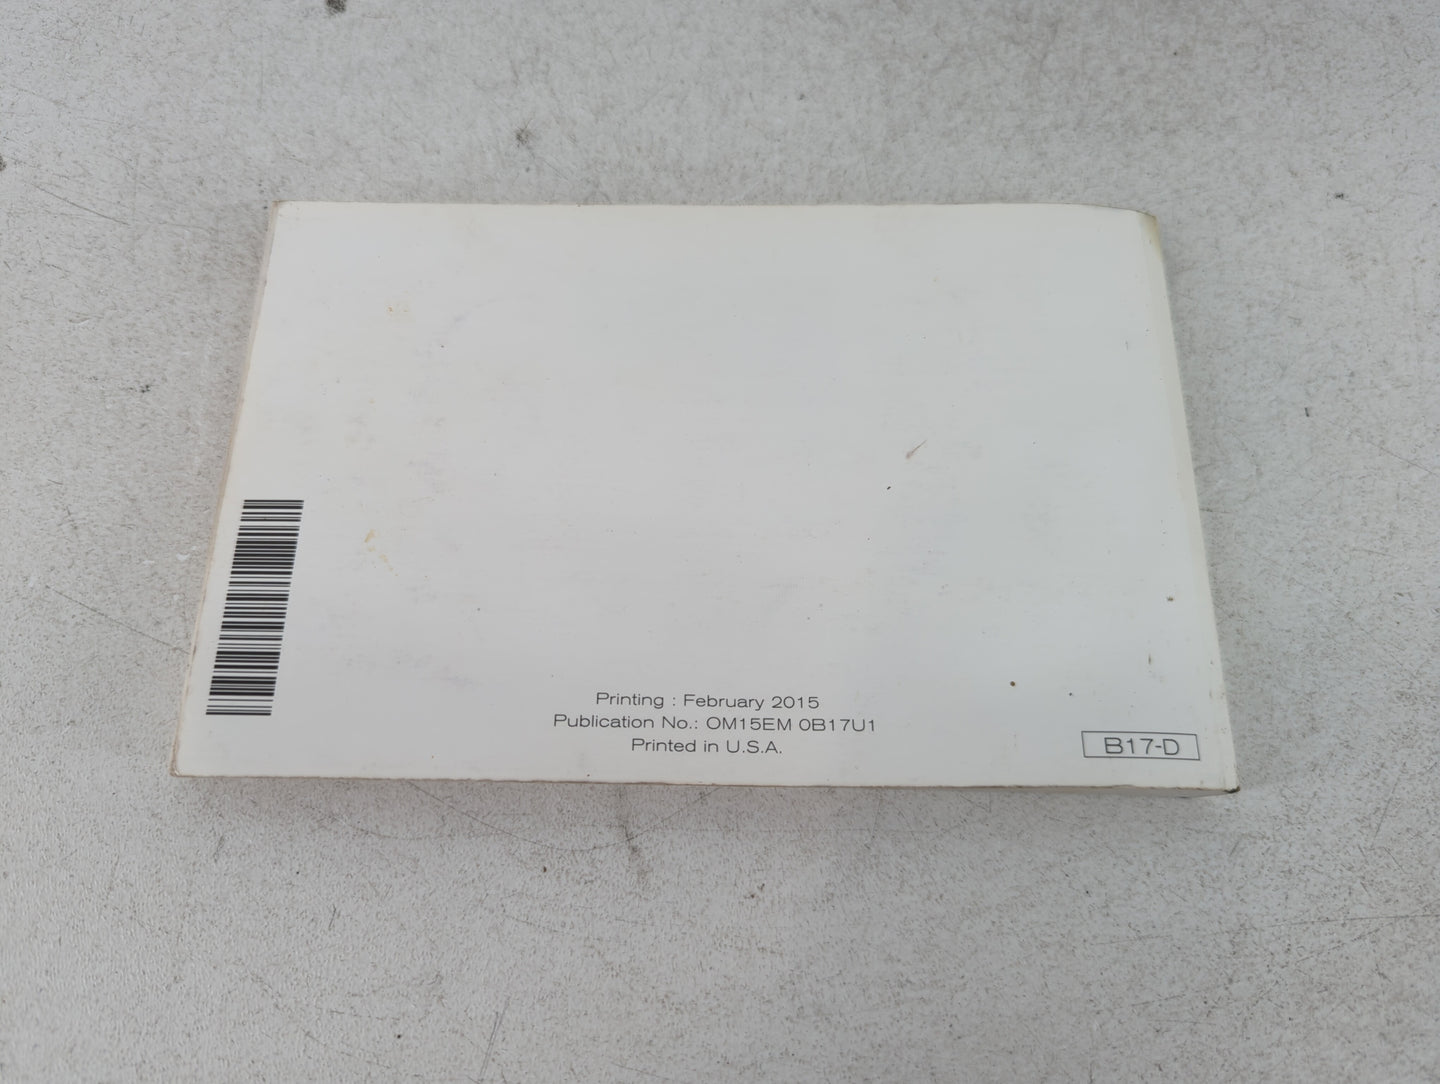 Printing : February 2015
Publication No.: OM15EM 0B17U1
Printed in U.S.A.
B17-D